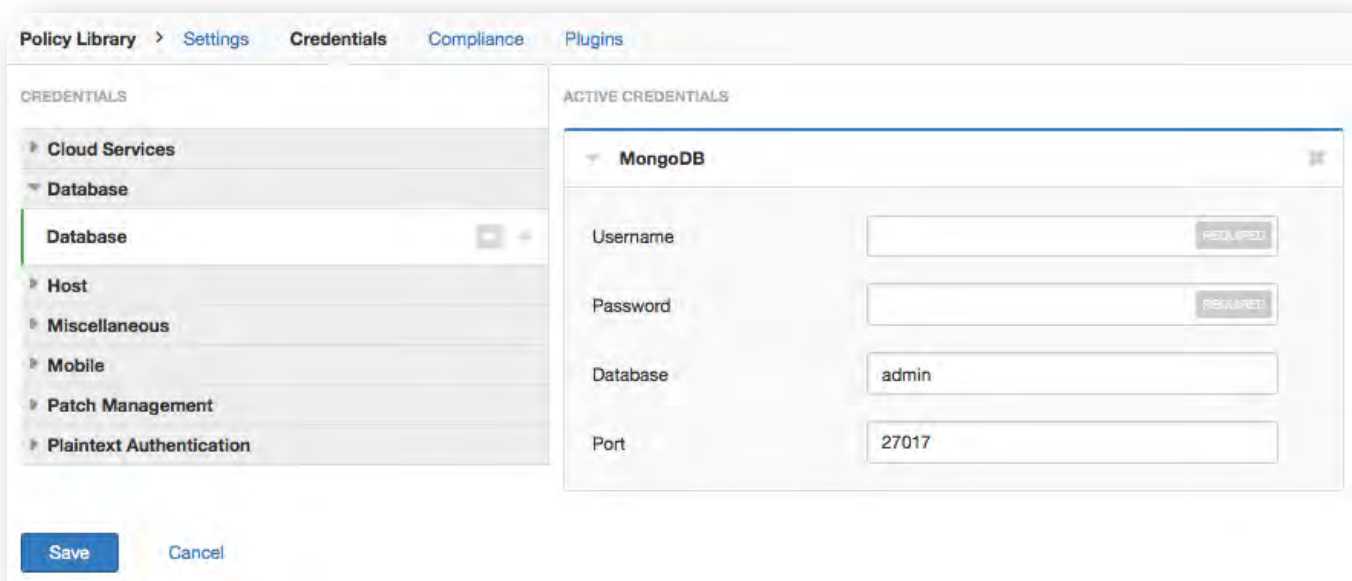 Policy Library > Settings Credentials Compliance Plugins
CREDENTIALS
Cloud Services
Database
Database
Host
Miscellaneous
Mobile
Patch Management
Plaintext Authentication
ACTIVE CREDENTIALS
MongoDB
Username REQUIRED
Password REQUIRED
Database admin
Port 27017
Save Cancel